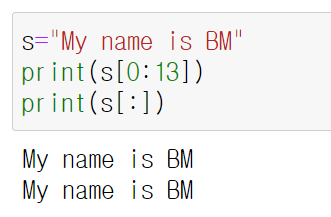 s="My name is BM"
print(s[0:13])
print(s[:])
My name is BM
My name is BM